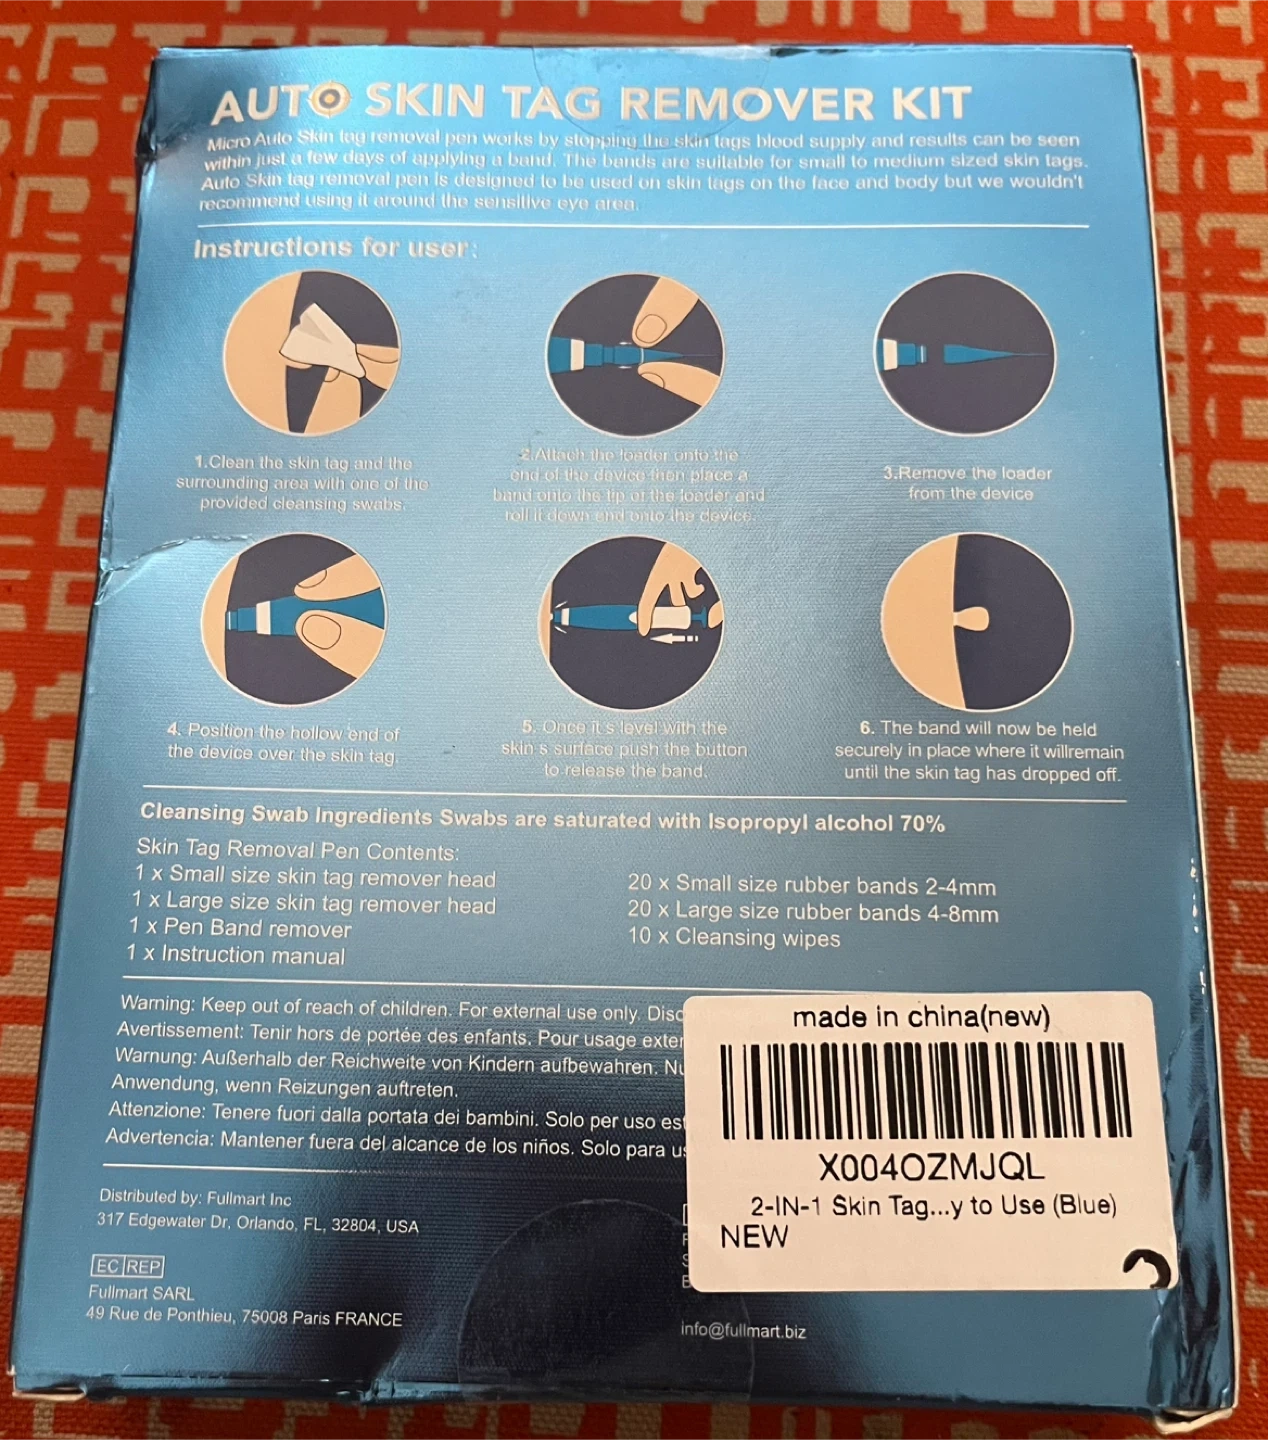 AUTO SKIN TAG REMOVER KIT
Micro Auto Skin tag removal pen works by stopping the skin tags blood supply and results can be seen
within just a few days of applying a band. The bands are suitable for small to medium sized skin tags.
Auto Skin tag removal pen is designed to be used on skin tags on the face and body but we wouldn't
recommend using it around the sensitive eye area.
Instructions for user:
1.Clean the skin tag and the
surrounding area with one of the
provided cleansing swabs.
2.Attach the loader onto the
end of the device then place a
band onto the tip of the loader and
roll it down end onto the device.
3.Remove the loader
from the device
4. Position the hollow end of
the device over the skin tag.
5. Once it s level with the
skin s surface push the button
to release the band.
6. The band will now be held
securely in place where it willremain
until the skin tag has dropped off.
Cleansing Swab Ingredients Swabs are saturated with Isopropyl alcohol 70%
Skin Tag Removal Pen Contents:
1 x Small size skin tag remover head
1 x Large size skin tag remover head
1 x Pen Band remover
1 x Instruction manual
20 x Small size rubber bands 2-4mm
20 x Large size rubber bands 4-8mm
10 x Cleansing wipes
Warning: Keep out of reach of children. For external use only.
Avertissement: Tenir hors de portée des enfants. Pour usage
Warnung: Außerhalb der Reichweite von Kindern aufbewahren.
Anwendung, wenn Reizungen auftreten.
Attenzione: Tenere fuori dalla portata dei bambini. Solo per uso
Advertencia: Mantener fuera del alcance de los niños. Solo para
Distributed by: Fullmart Inc
317 Edgewater Dr, Orlando, FL, 32804, USA
EC REP
Fullmart SARL
49 Rue de Ponthieu, 75008 Paris FRANCE
info@fullmart.biz
made in china(new)
X004OZMJQL
2-IN-1 Skin Tag...y to Use (Blue)
NEW